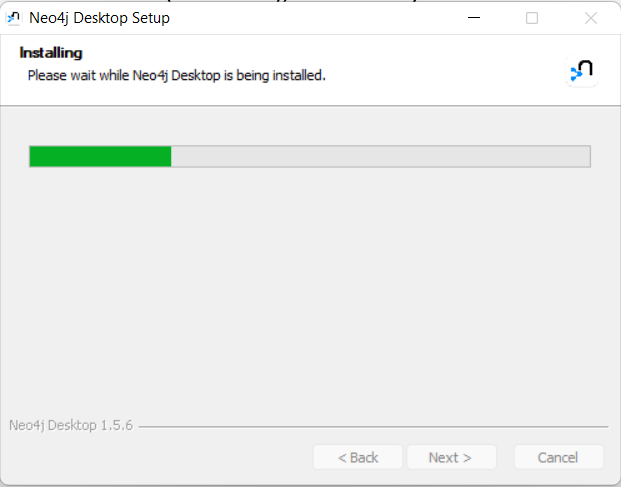 Neo4j Desktop Setup
Installing
Please wait while Neo4j Desktop is being installed.
Neo4j Desktop 1.5.6
< Back
Next >
Cancel